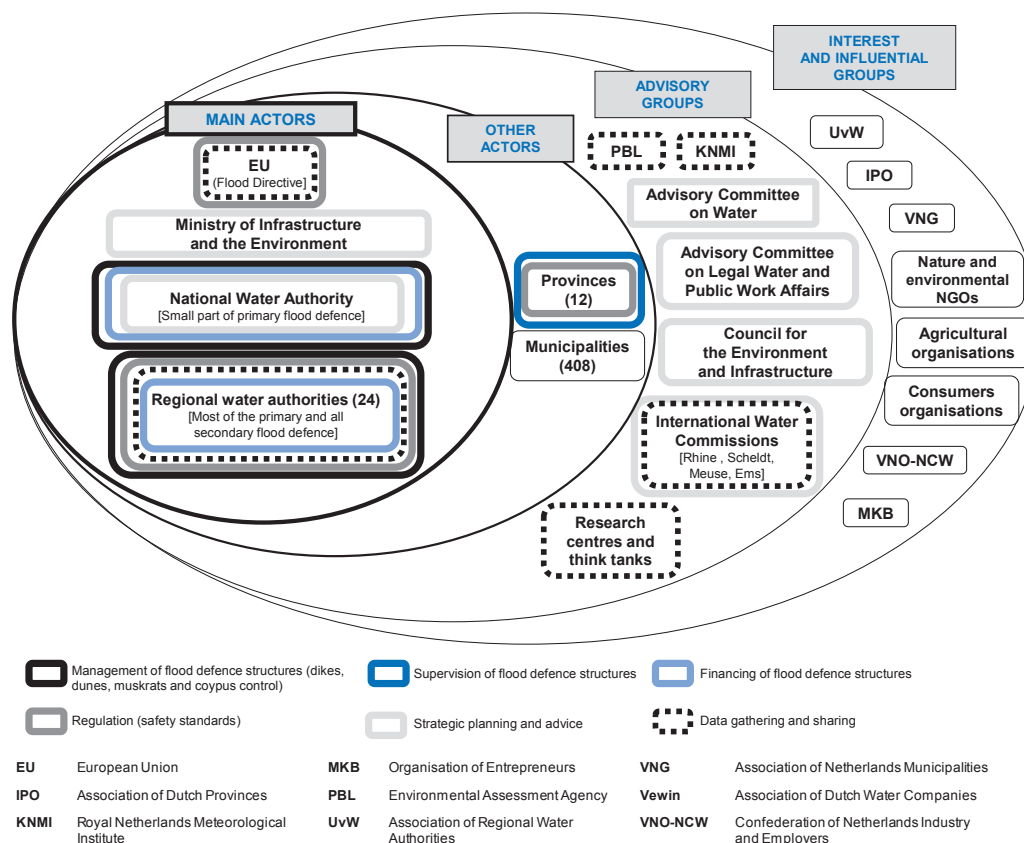 INTEREST
AND INFLUENTIAL
GROUPS
ADVISORY
GROUPS
MAIN ACTORS
OTHER
ACTORS
EU
(Flood Directive]
Ministry of Infrastructure
and the Environment
National Water Authority
[Small part of primary flood defence]
Regional water authorities (24)
[Most of the primary and all
secondary flood defence]
Provinces
(12)
Municipalities
(408)
PBL
KNMI
Advisory Committee
on Water
Advisory Committee
on Legal Water and
Public Work Affairs
Council for
the Environment
and Infrastructure
International Water
Commissions
[Rhine , Scheldt,
Meuse, Ems]
Research
centres and
think tanks
UvW
IPO
VNG
Nature and
environmental
NGOs
Agricultural
organisations
Consumers
organisations
VNO-NCW
MKB
Management of flood defence structures (dikes,
dunes, muskrats and coypus control)
Supervision of flood defence structures
Financing of flood defence structures
Regulation (safety standards)
Strategic planning and advice
Data gathering and sharing
EU European Union
MKB Organisation of Entrepreneurs
VNG Association of Netherlands Municipalities
IPO Association of Dutch Provinces
PBL Environmental Assessment Agency
Vewin Association of Dutch Water Companies
KNMI Royal Netherlands Meteorological
Institute
UvW Association of Regional Water
Authorities
VNO-NCW Confederation of Netherlands Industry
and Employers